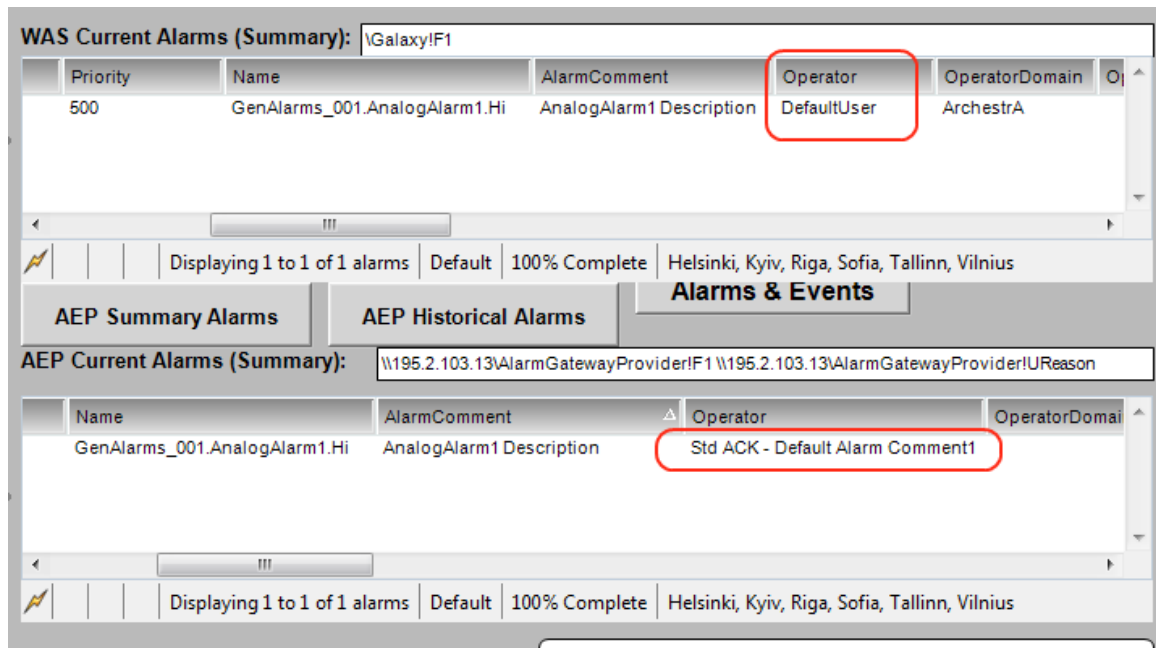 WAS Current Alarms (Summary): \Galaxy!F1
Priority Name AlarmComment Operator OperatorDomain
500 GenAlarms_001.AnalogAlarm1.Hi AnalogAlarm1 Description DefaultUser ArchestrA
Displaying 1 to 1 of 1 alarms Default 100% Complete Helsinki, Kyiv, Riga, Sofia, Tallinn, Vilnius
AEP Summary Alarms AEP Historical Alarms Alarms & Events
AEP Current Alarms (Summary): \\195.2.103.13\AlarmGatewayProvider!F1 \\195.2.103.13\AlarmGatewayProvider!UReason
Name AlarmComment Operator OperatorDomai
GenAlarms_001.AnalogAlarm1.Hi AnalogAlarm1 Description Std ACK - Default Alarm Comment1
Displaying 1 to 1 of 1 alarms Default 100% Complete Helsinki, Kyiv, Riga, Sofia, Tallinn, Vilnius